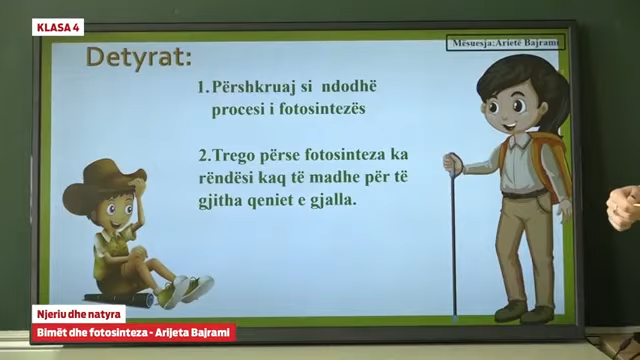 KLASA 4
Mësuesja:Arietë Bajrami
Detyrat:
1.Përshkruaj si ndodhë
procesi i fotosintezës
2.Trego përse fotosinteza ka
rëndësi kaq të madhe për të
gjitha qeniet e gjalla.
Njeriu dhe natyra
Bimët dhe fotosinteza - Arijeta Bajrami